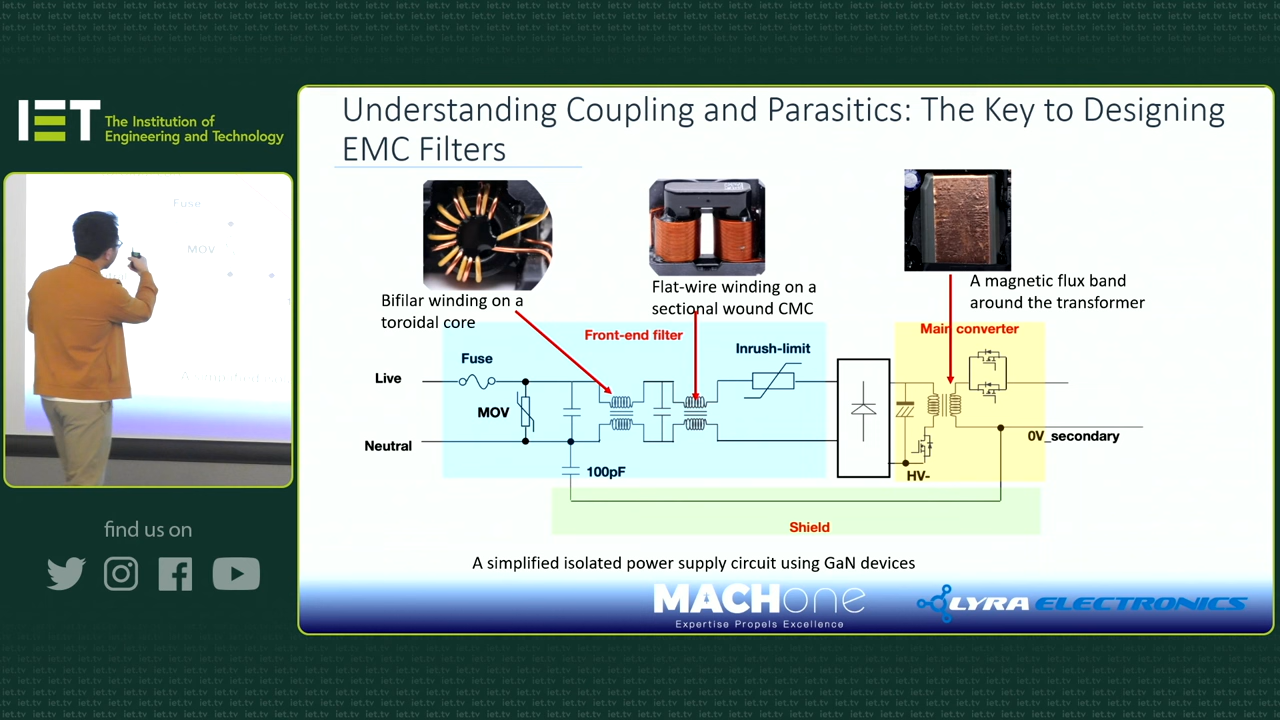 IET
The Institution of
Engineering and Technology
Understanding Coupling and Parasitics: The Key to Designing
EMC Filters
Fuse
MOV
Bifilar winding on a
toroidal core
Flat-wire winding on a
sectional wound CMC
A magnetic flux band
around the transformer
Front-end filter
Main converter
Inrush-limit
Fuse
Live
MOV
Neutral
0V_secondary
100pF
HV-
Shield
A simplified isolated power supply circuit using GaN devices
find us on
MACHone
Expertise Propels Excellence
LYRA ELECTRONICS